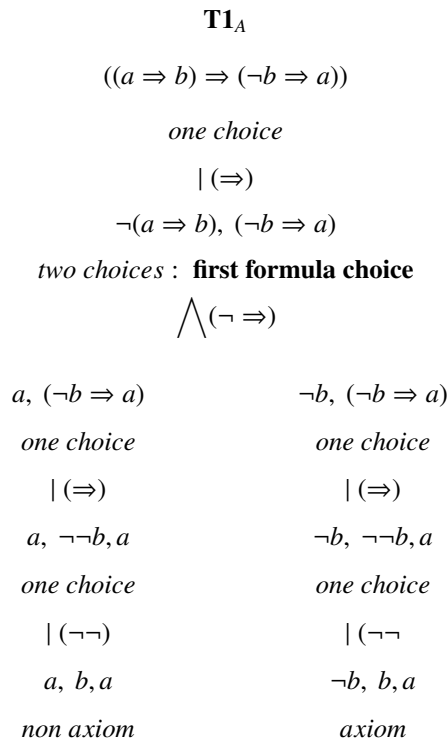 T1_A
((a ⇒ b) ⇒ (¬b ⇒ a))
one choice
| (⇒)
¬(a ⇒ b), (¬b ⇒ a)
two choices : first formula choice
⋀(¬ ⇒)
a, (¬b ⇒ a) ¬b, (¬b ⇒ a)
one choice one choice
| (⇒) | (⇒)
a, ¬¬b, a ¬b, ¬¬b, a
one choice one choice
| (¬¬) | (¬¬
a, b, a ¬b, b, a
non axiom axiom